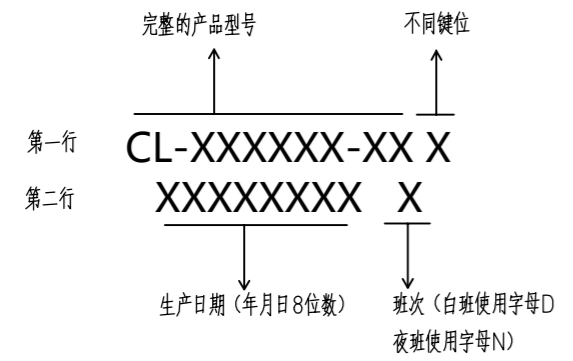 完整的产品型号 不同键位
第一行 CL-XXXXXX-XX X
第二行 XXXXXXXX X
生产日期（年月日8位数） 班次（白班使用字母D
夜班使用字母N）